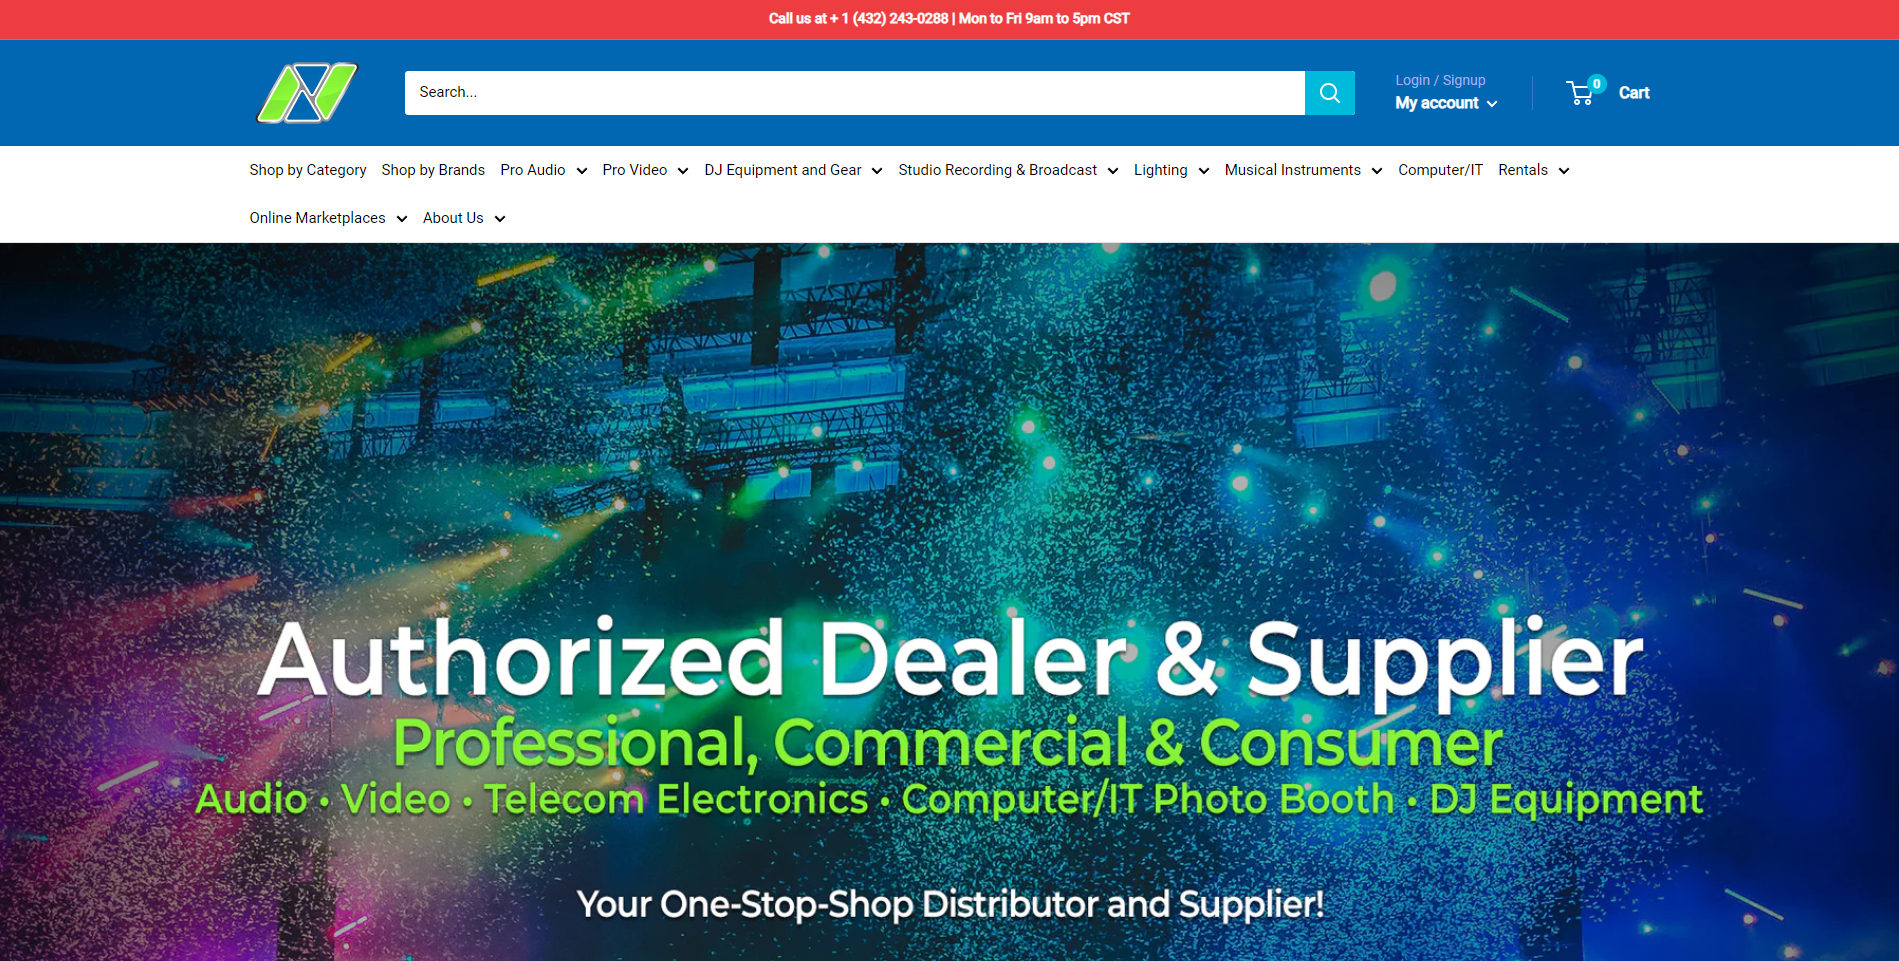 Call us at + 1 (432) 243-0288 | Mon to Fri 9am to 5pm CST
Search...
Login / Signup
My account
0
Cart
Shop by Category Shop by Brands Pro Audio Pro Video DJ Equipment and Gear Studio Recording & Broadcast Lighting Musical Instruments Computer/IT Rentals
Online Marketplaces About Us
Authorized Dealer & Supplier
Professional, Commercial & Consumer
Audio • Video • Telecom Electronics • Computer/IT Photo Booth • DJ Equipment
Your One-Stop-Shop Distributor and Supplier!